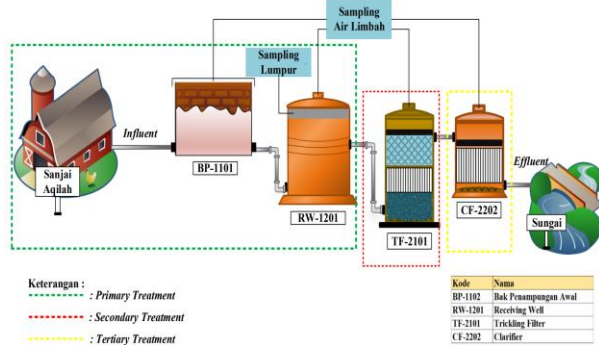 Sampling
Air Limbah
Sampling
Lumpur
Influent
BP-1101
Sanjai
Aqilah
RW-1201
TF-2101
CF-2202
Effluent
Sungai
Keterangan :
: Primary Treatment
: Secondary Treatment
: Tertiary Treatment
Kode Nama
BP-1102 Bak Penampungan Awal
RW-1201 Receiving Well
TF-2101 Trickling Filter
CF-2202 Clarifier